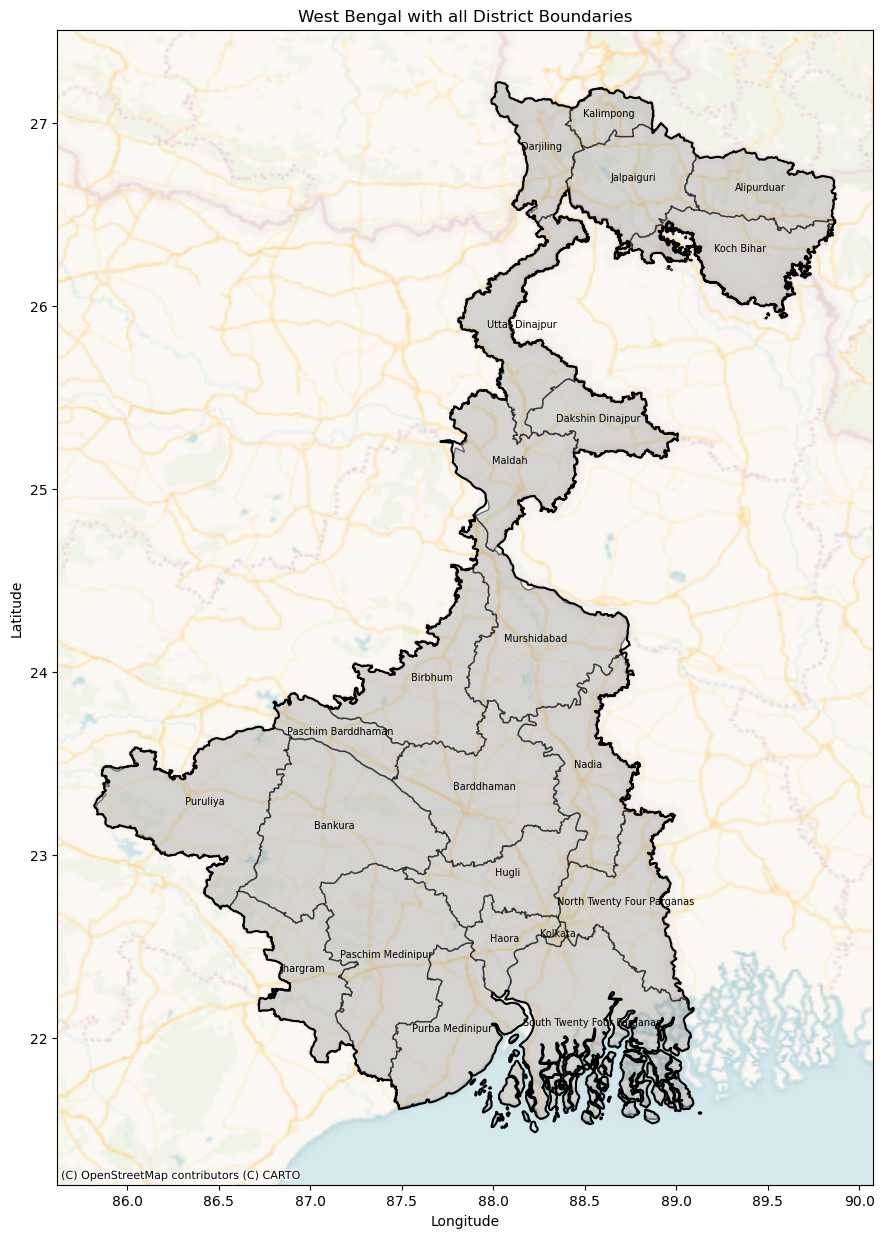 West Bengal with all District Boundaries
Latitude
27
26
25
24
23
22
Kalimpong
Darjiling
Jalpaiguri
Alipurduar
Koch Bihar
Uttar Dinajpur
Dakshin Dinajpur
Maldah
Murshidabad
Birbhum
Paschim Barddhaman
Nadia
Barddhaman
Puruliya
Bankura
Hugli
North Twenty Four Parganas
Kolkata
Haora
Paschim Medinipur
Jhargram
South Twenty Four Parganas
Purba Medinipur
(C) OpenStreetMap contributors (C) CARTO
86.0 86.5 87.0 87.5 88.0 88.5 89.0 89.5 90.0
Longitude